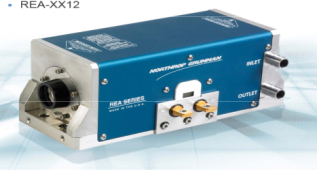 • REA-XX12
NORTHROP GRUMMAN
INLET
REA SERIES
MADE IN THE U.S.A.
OUTLET